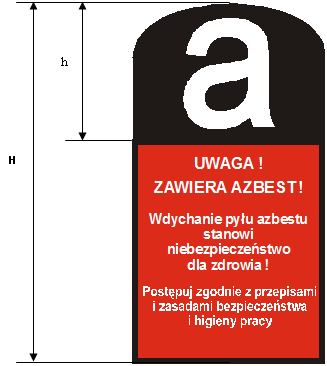 h
H
a
UWAGA !
ZAWIERA AZBEST !
Wdychanie pyłu azbestu
stanowi
niebezpieczeństwo
dla zdrowia !
Postępuj zgodnie z przepisami
i zasadami bezpieczeństwa
i higieny pracy